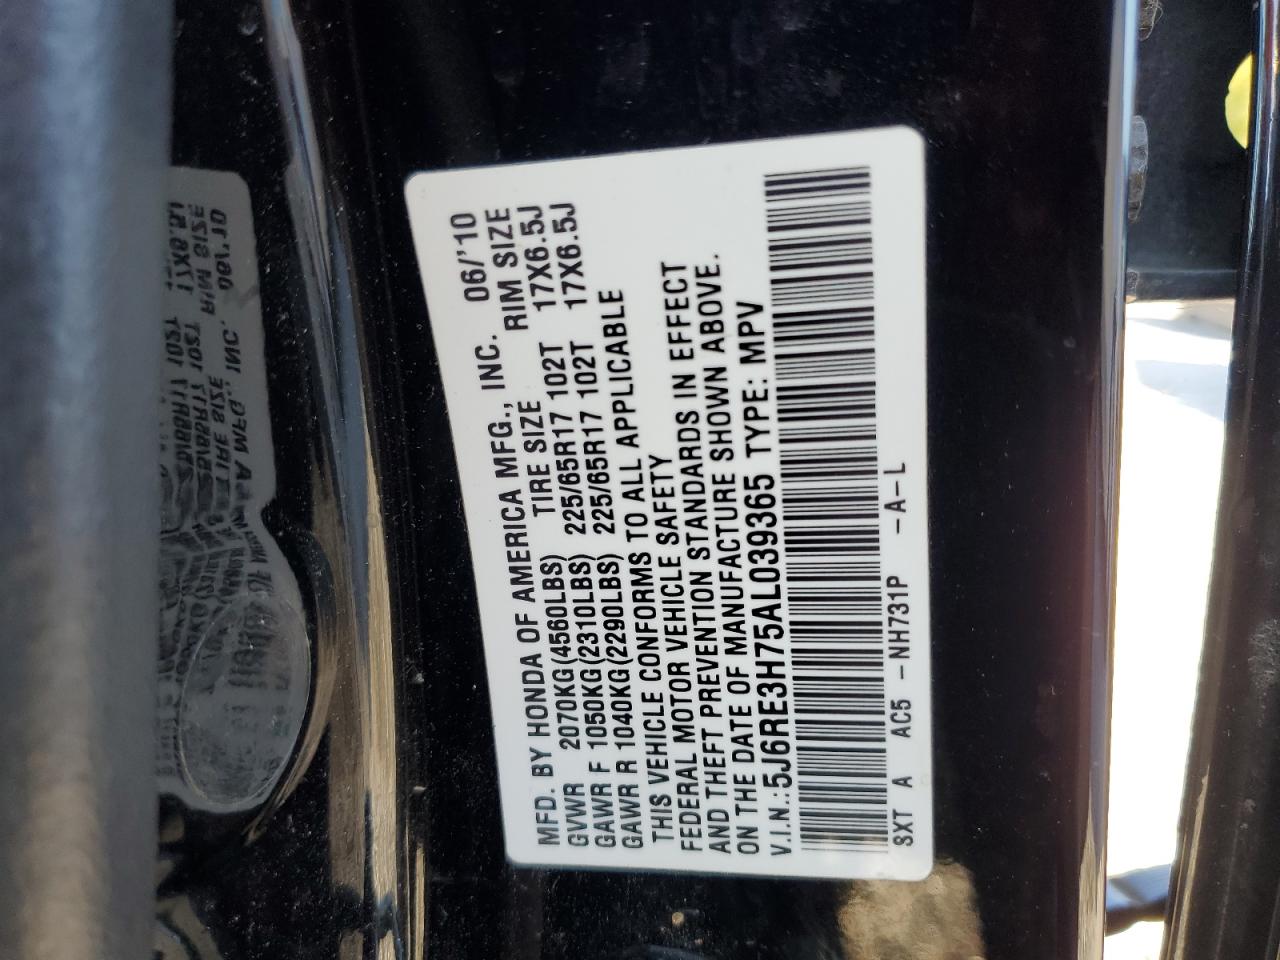 MFD. BY HONDA OF AMERICA MFG., INC. 06/'10
TIRE SIZE RIM SIZE
GVWR 2070KG(4560LBS)
GAWR F 1050KG(2310LBS) 225/65R17 102T 17X6.5J
GAWR R 1040KG(2290LBS) 225/65R17 102T 17X6.5J
THIS VEHICLE CONFORMS TO ALL APPLICABLE
FEDERAL MOTOR VEHICLE SAFETY
AND THEFT PREVENTION STANDARDS IN EFFECT
ON THE DATE OF MANUFACTURE SHOWN ABOVE.
V.I.N.:5J6RE3H75AL039365 TYPE: MPV
SXT A AC5 -NH731P -A-L